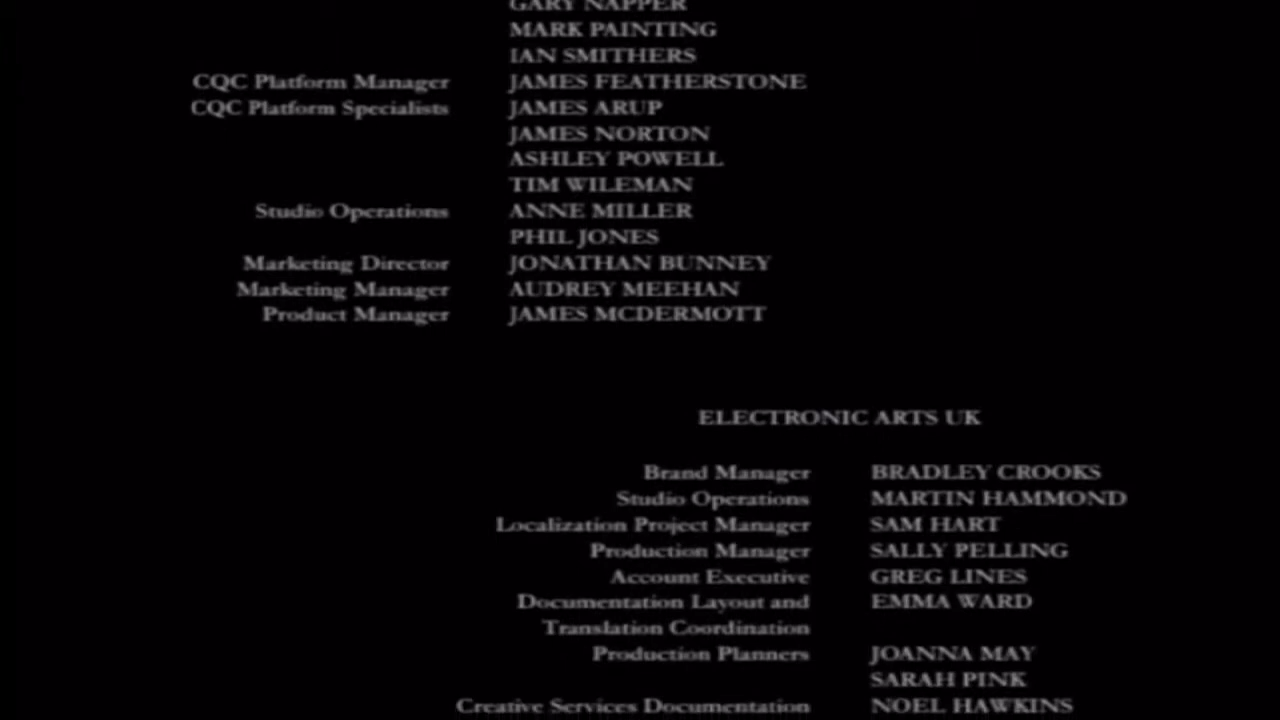 GARY NAPPER
MARK PAINTING
IAN SMITHERS
CQC Platform Manager JAMES FEATHERSTONE
CQC Platform Specialists JAMES ARUP
JAMES NORTON
ASHLEY POWELL
TIM WILEMAN
Studio Operations ANNE MILLER
PHIL JONES
Marketing Director JONATHAN BUNNEY
Marketing Manager AUDREY MEEHAN
Product Manager JAMES MCDERMOTT
ELECTRONIC ARTS UK
Brand Manager BRADLEY CROOKS
Studio Operations MARTIN HAMMOND
Localization Project Manager SAM HART
Production Manager SALLY PELLING
Account Executive GREG LINES
Documentation Layout and EMMA WARD
Translation Coordination
Production Planners JOANNA MAY
SARAH PINK
Creative Services Documentation NOEL HAWKINS